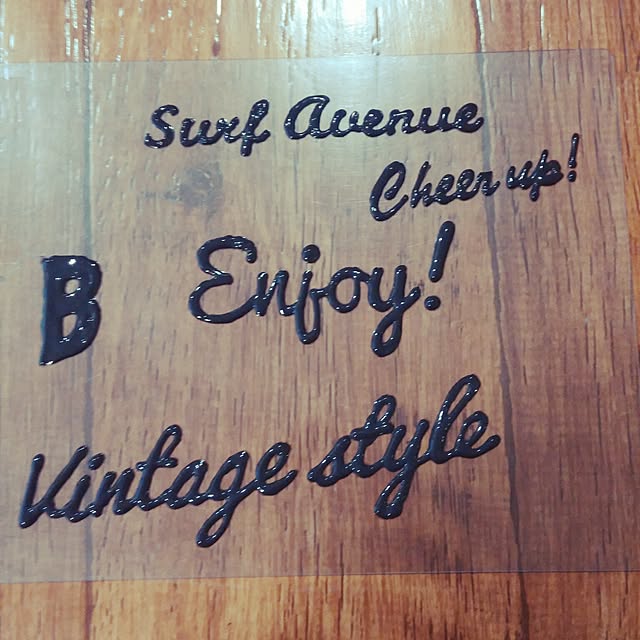 Surf Avenue
Cheer up!
B
Enjoy!
Vintage style